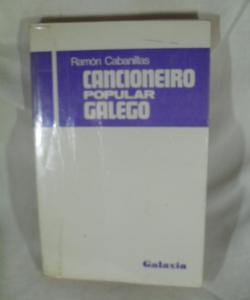 Ramón Cabanillas
CANCIONEIRO
POPULAR
GALEGO
Galaxia